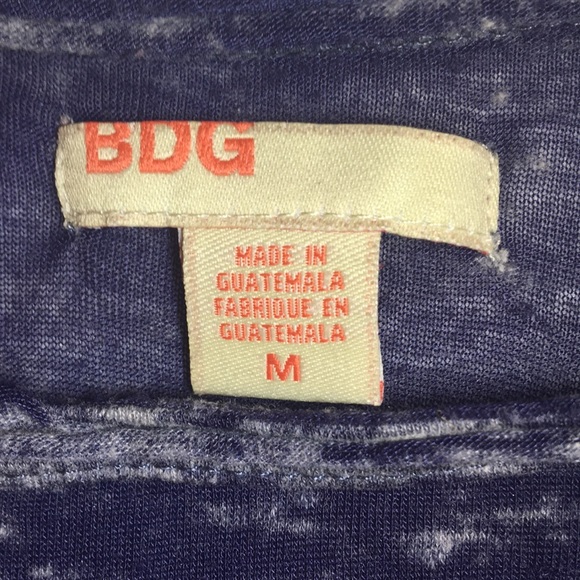 BDG
MADE IN
GUATEMALA
FABRIQUE EN
GUATEMALA
M